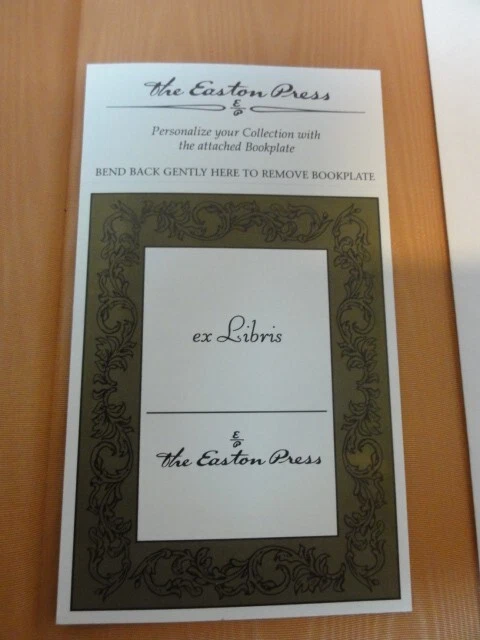 the Easton Press
E
P
Personalize your Collection with
the attached Bookplate
BEND BACK GENTLY HERE TO REMOVE BOOKPLATE
ex Libris
E
P
the Easton Press